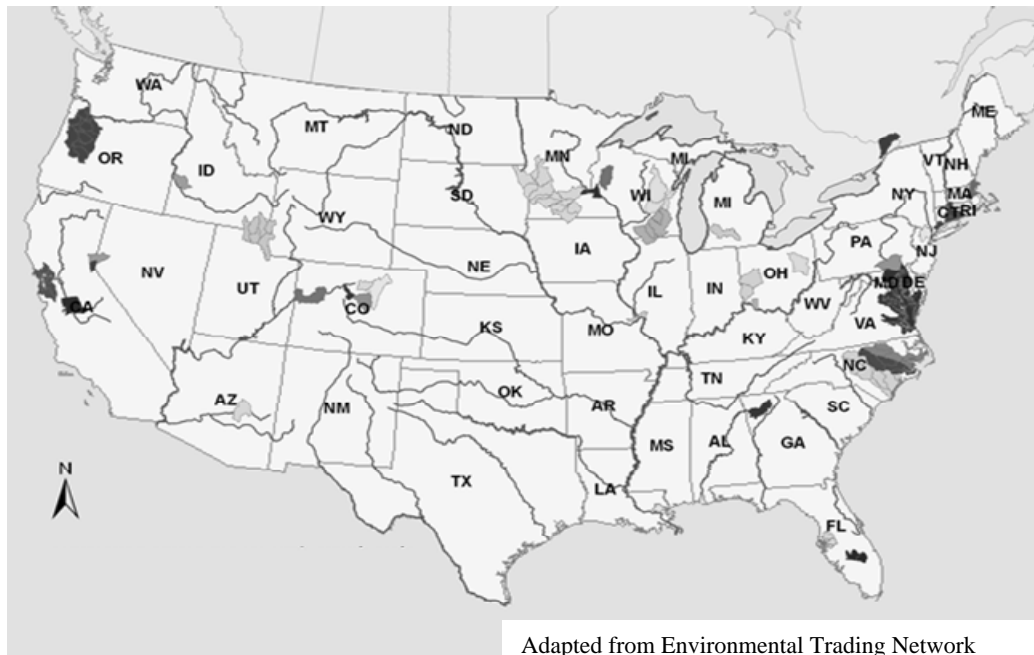 WA
MT
ND
MN
ME
OR
ID
SD
WI
MI
VT
NH
MI
NY
MA
CT
RI
WY
IA
PA
NJ
NV
UT
NE
IL
IN
OH
MD
DE
CA
CO
KS
MO
WV
VA
KY
AZ
NM
OK
AR
TN
NC
SC
MS
AL
GA
TX
LA
FL
N
Adapted from Environmental Trading Network